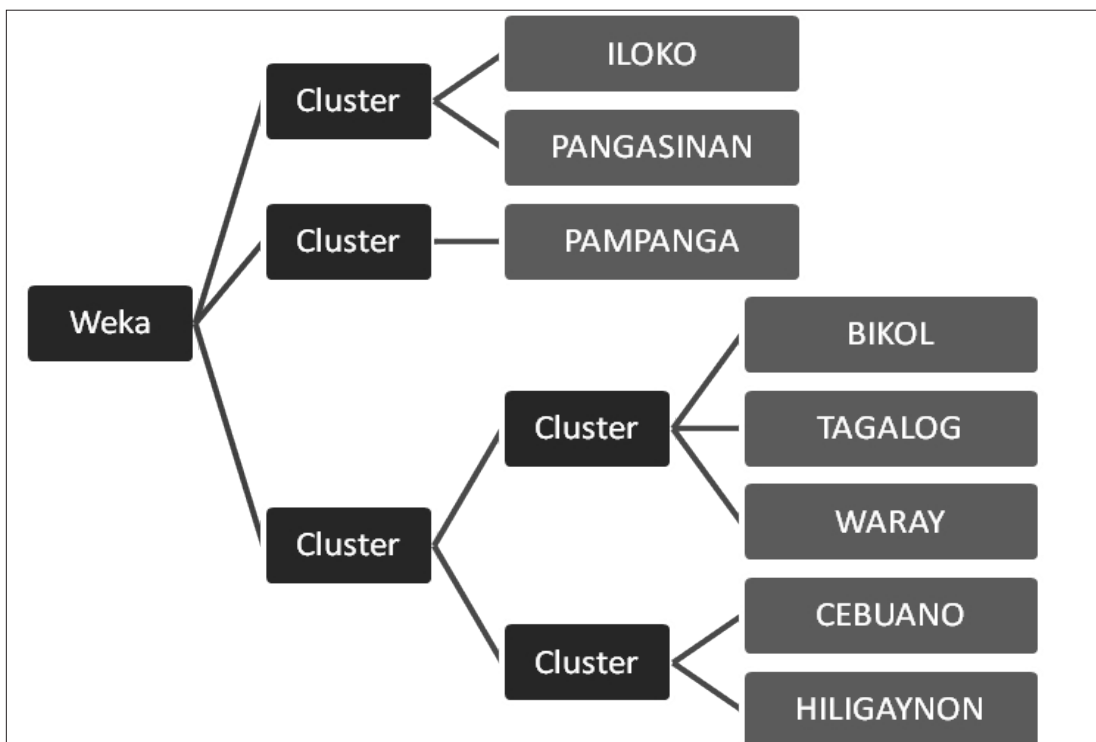 ILOKO
Cluster
PANGASINAN
Cluster
PAMPANGA
Weka
BIKOL
Cluster
TAGALOG
WARAY
Cluster
CEBUANO
Cluster
HILIGAYNON